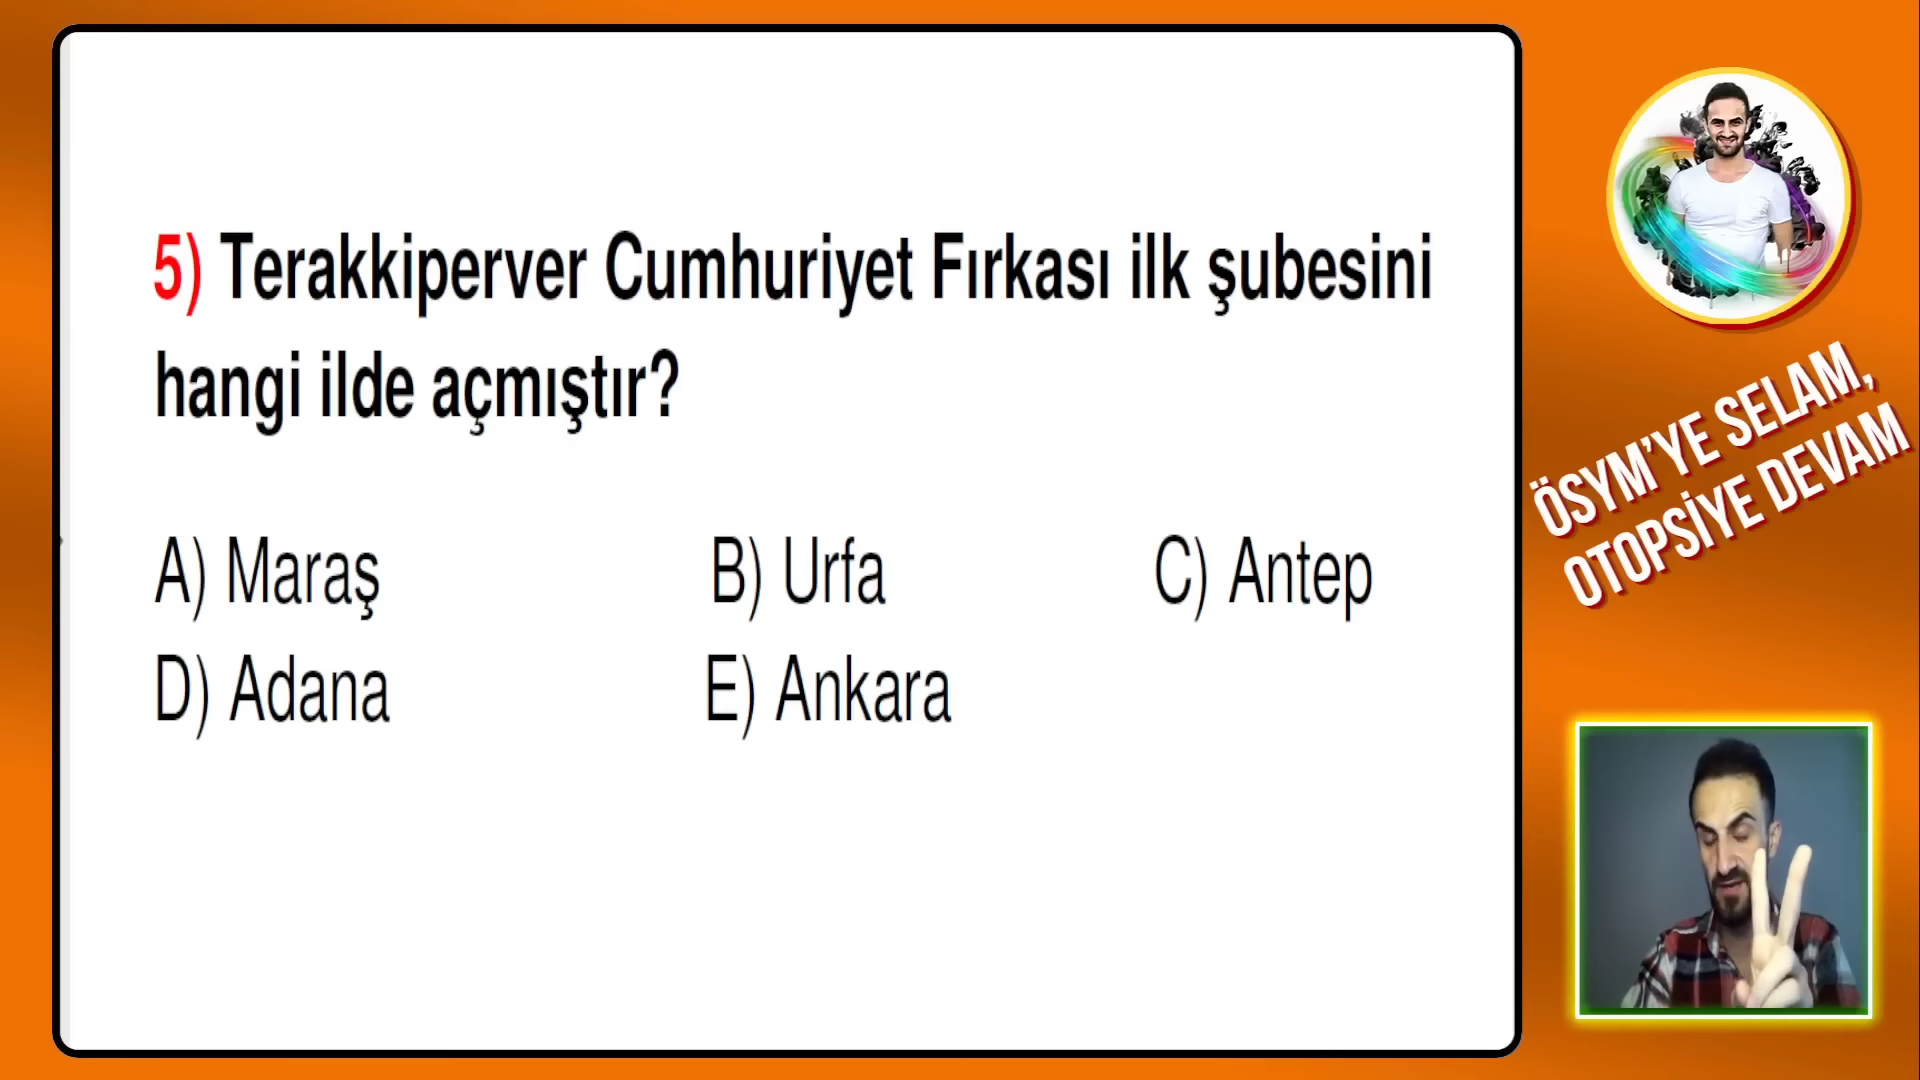 5) Terakkiperver Cumhuriyet Fırkası ilk şubesini
hangi ilde açmıştır?
A) Maraş B) Urfa C) Antep
D) Adana E) Ankara
ÖSYM'YE SELAM,
OTOPSİYE DEVAM